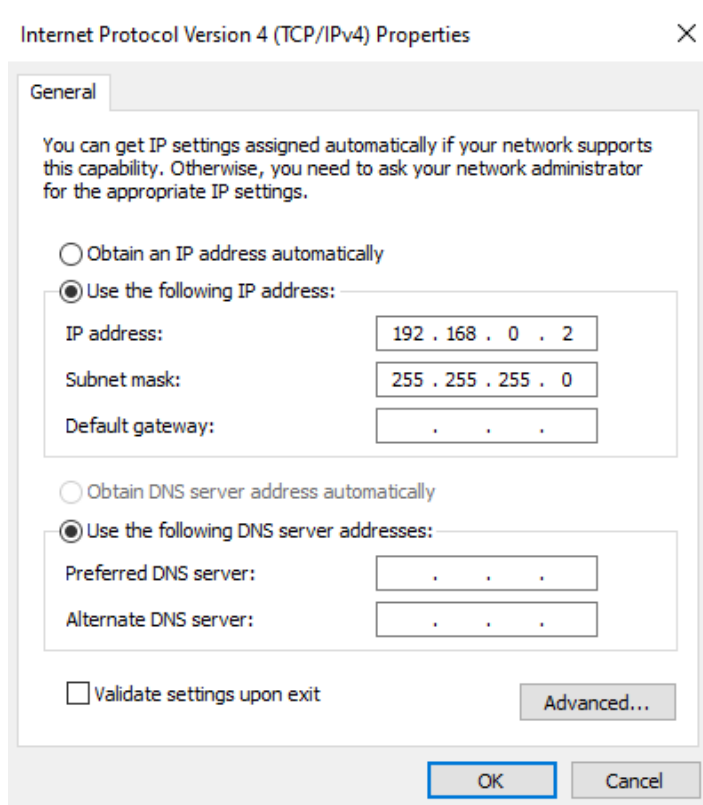 Internet Protocol Version 4 (TCP/IPv4) Properties
General
You can get IP settings assigned automatically if your network supports
this capability. Otherwise, you need to ask your network administrator
for the appropriate IP settings.
Obtain an IP address automatically
Use the following IP address:
IP address: 192 . 168 . 0 . 2
Subnet mask: 255 . 255 . 255 . 0
Default gateway: . . .
Obtain DNS server address automatically
Use the following DNS server addresses:
Preferred DNS server: . . .
Alternate DNS server: . . .
Validate settings upon exit
Advanced...
OK Cancel